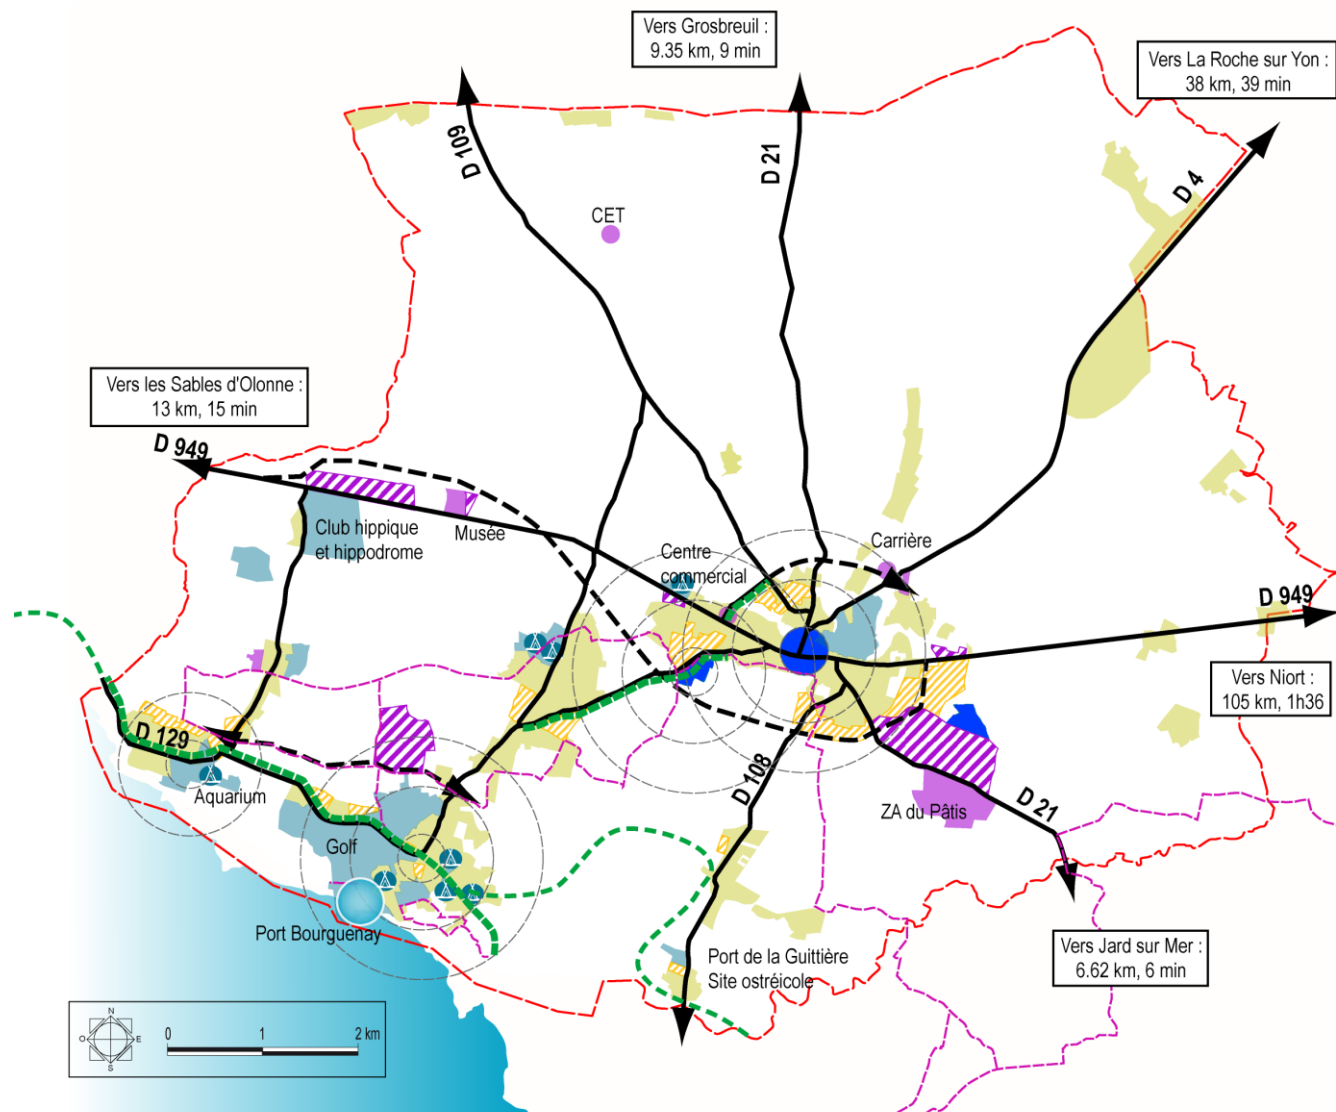 Vers Grosbreuil :
9.35 km, 9 min
Vers La Roche sur Yon :
38 km, 39 min
D 109
D 21
D 4
CET
Vers les Sables d'Olonne :
13 km, 15 min
D 949
Club hippique
et hippodrome
Musée
Centre
commercial
Carrière
D 949
Vers Niort :
105 km, 1h36
D 129
Aquarium
D 108
ZA du Pâtis
D 21
Golf
Port Bourguenay
Port de la Guittière
Site ostréicole
Vers Jard sur Mer :
6.62 km, 6 min
N
O
E
S
0
1
2 km